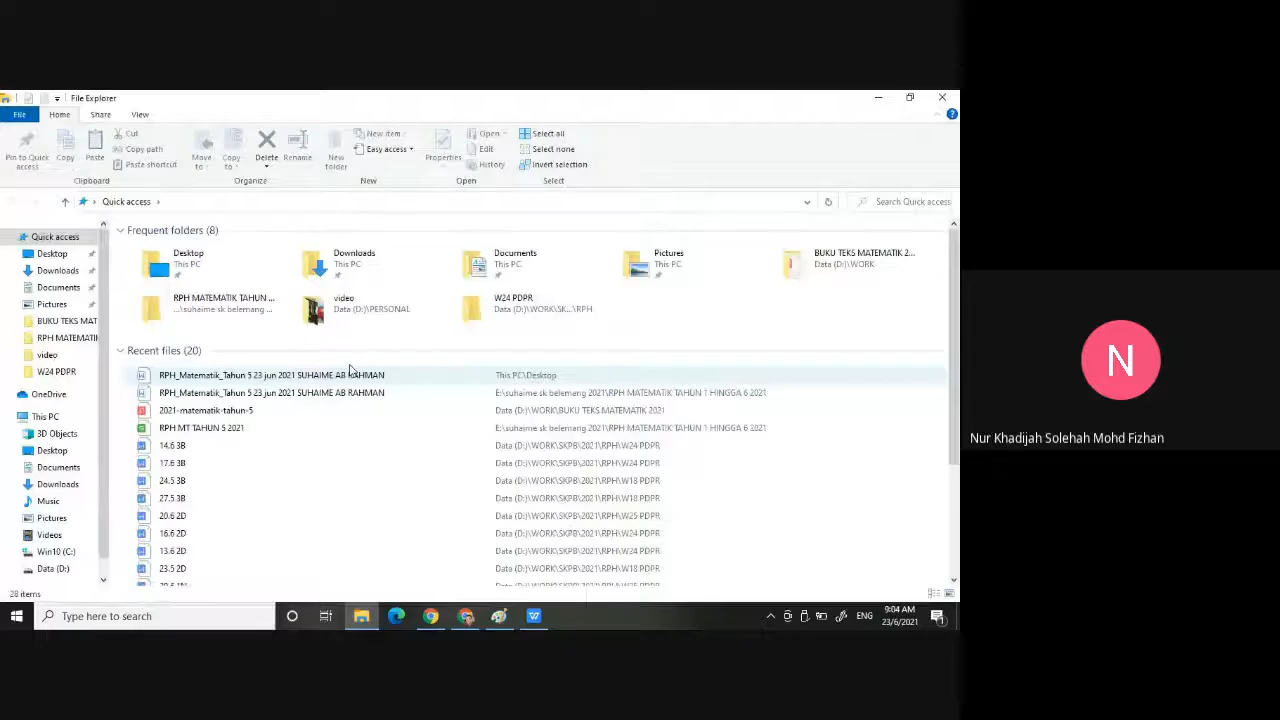 File Explorer
File Home Share View
Pin to Quick access
Copy
Paste
Cut
Copy path
Paste shortcut
Clipboard
Move to
Copy to
Delete
Rename
Organize
New folder
New item
Easy access
New
Properties
Open
Edit
History
Open
Select all
Select none
Invert selection
Select
Quick access
Search Quick access
Quick access
Desktop
Downloads
Documents
Pictures
BUKU TEKS MAT
RPH MATEMATIK
video
W24 PDPR
OneDrive
This PC
3D Objects
Desktop
Documents
Downloads
Music
Pictures
Videos
Win10 (C:)
Data (D:)
Frequent folders (8)
Desktop
This PC
Downloads
This PC
Documents
This PC
Pictures
This PC
BUKU TEKS MATEMATIK 2...
Data (D:)\WORK
RPH MATEMATIK TAHUN ...
...\suhaime sk belemang ...
video
Data (D:)\PERSONAL
W24 PDPR
Data (D:)\WORK\SK...\RPH
Recent files (20)
RPH_Matematik_Tahun 5 23 jun 2021 SUHAIME AB RAHMAN This PC\Desktop
RPH_Matematik_Tahun 5 23 jun 2021 SUHAIME AB RAHMAN E:\suhaime sk belemang 2021\RPH MATEMATIK TAHUN 1 HINGGA 6 2021
2021-matematik-tahun-5 Data (D:)\WORK\BUKU TEKS MATEMATIK 2021
RPH MT TAHUN 5 2021 E:\suhaime sk belemang 2021\RPH MATEMATIK TAHUN 1 HINGGA 6 2021
14.6 3B Data (D:)\WORK\SKPB\2021\RPH\W24 PDPR
17.6 3B Data (D:)\WORK\SKPB\2021\RPH\W24 PDPR
24.5 3B Data (D:)\WORK\SKPB\2021\RPH\W18 PDPR
27.5 3B Data (D:)\WORK\SKPB\2021\RPH\W18 PDPR
20.6 2D Data (D:)\WORK\SKPB\2021\RPH\W25 PDPR
16.6 2D Data (D:)\WORK\SKPB\2021\RPH\W24 PDPR
13.6 2D Data (D:)\WORK\SKPB\2021\RPH\W24 PDPR
23.5 2D Data (D:)\WORK\SKPB\2021\RPH\W18 PDPR
28 items
Type here to search
ENG
9:04 AM
23/6/2021
N
Nur Khadijah Solehah Mohd Fizhan